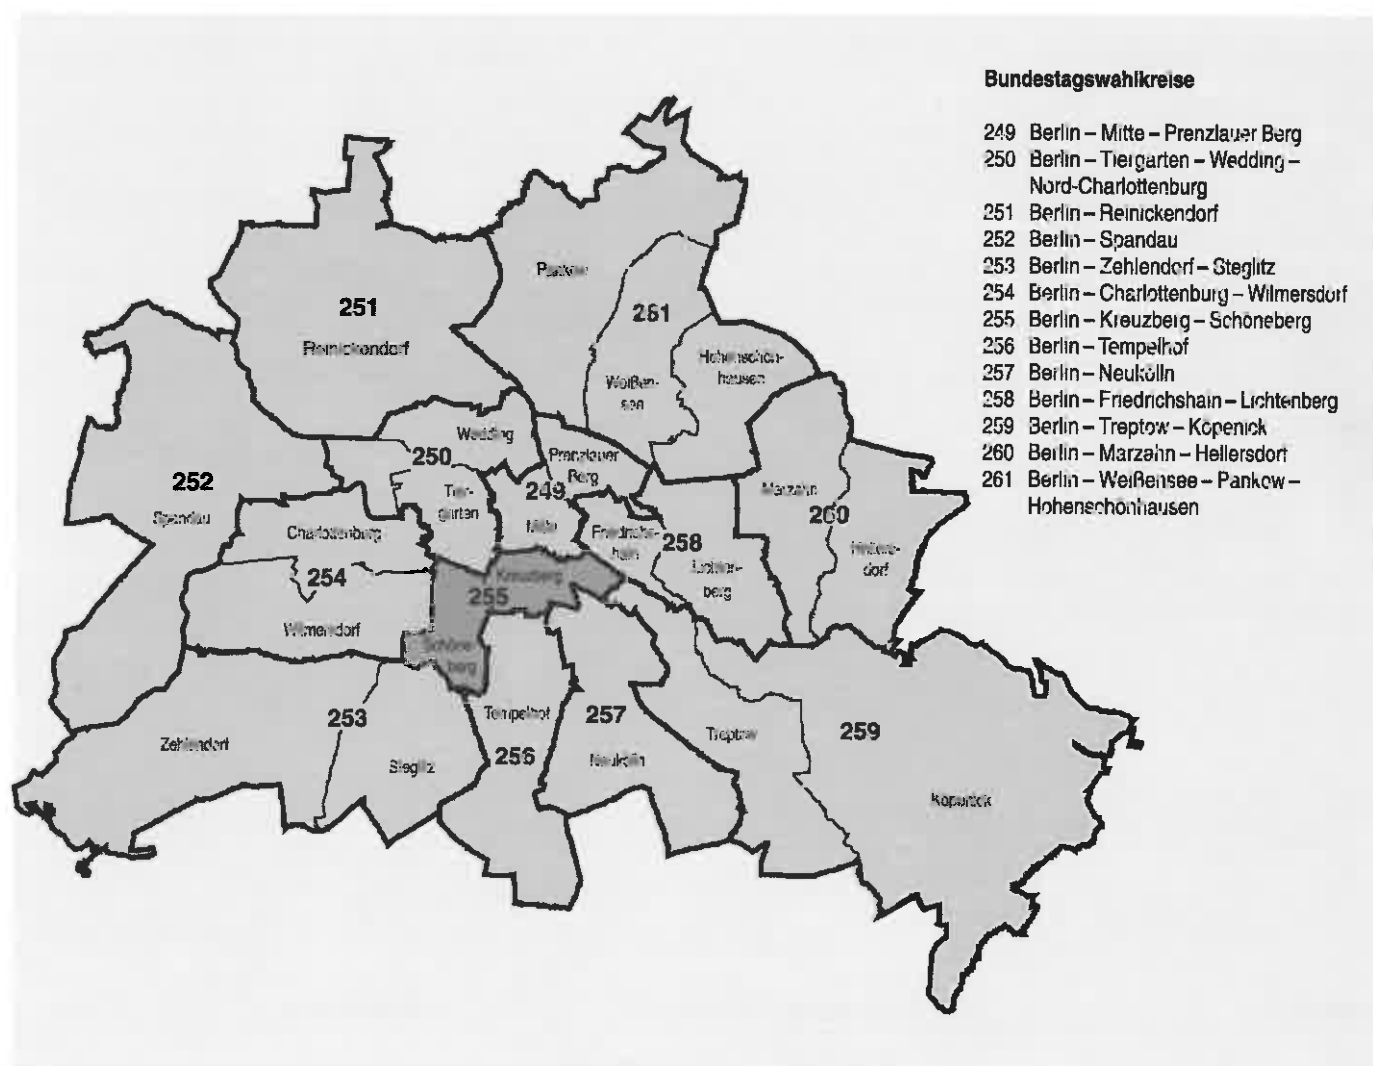 Bundestagswahlkreise
249 Berlin – Mitte – Prenzlauer Berg
250 Berlin – Tiergarten – Wedding –
Nord-Charlottenburg
251 Berlin – Reinickendorf
252 Berlin – Spandau
253 Berlin – Zehlendorf – Steglitz
254 Berlin – Charlottenburg – Wilmersdorf
255 Berlin – Kreuzberg – Schöneberg
256 Berlin – Tempelhof
257 Berlin – Neukölln
258 Berlin – Friedrichshain – Lichtenberg
259 Berlin – Treptow – Köpenick
260 Berlin – Marzahn – Hellersdorf
261 Berlin – Weißensee – Pankow –
Hohenschönhausen
Pankow
251
Reinickendorf
261
Hohenschön-
hausen
Weißen-
see
Wedding
250
Prenzlauer
Berg
252
Spandau
Tier-
garten
249
Mitte
Marzahn
260
Charlottenburg
Friedrichs-
hain
258
Lichten-
berg
Hellers-
dorf
254
Kreuzberg
255
Wilmersdorf
Schöne-
berg
253
Tempelhof
257
Zehlendorf
Steglitz
256
Neukölln
Treptow
259
Köpenick